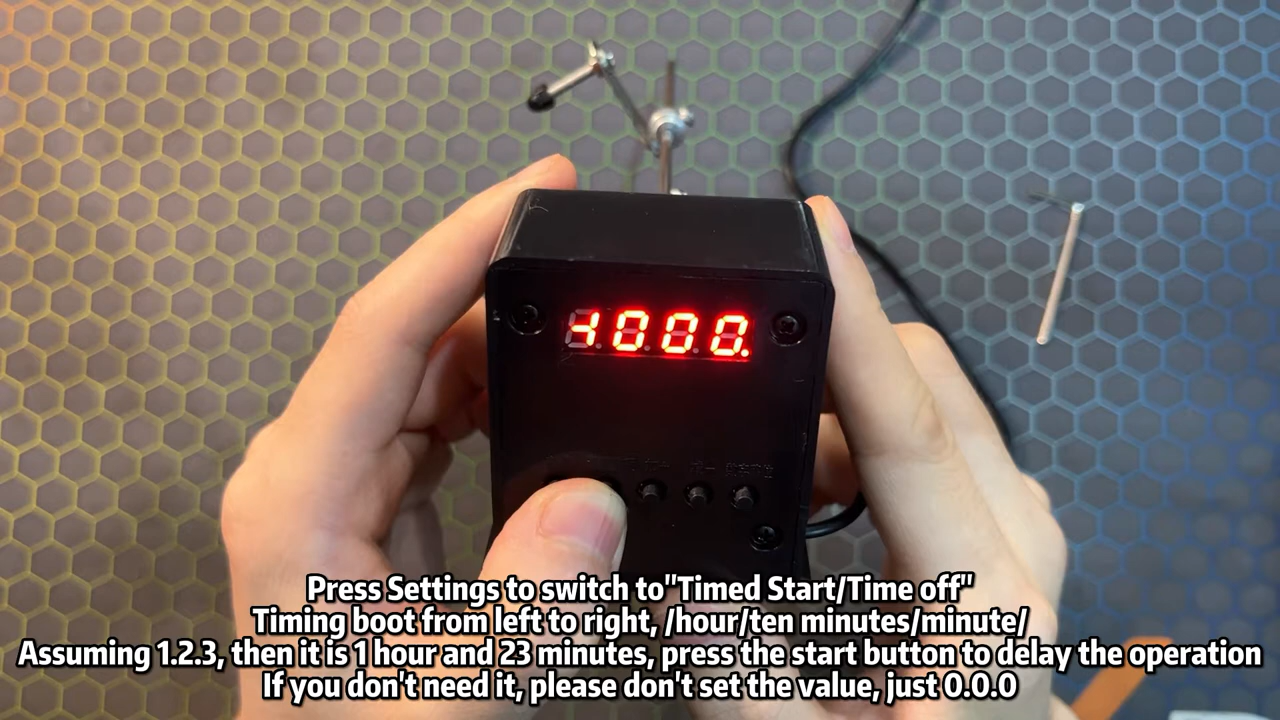 000.
Press Settings to switch to"Timed Start/Time off"
Timing boot from left to right, /hour/ten minutes/minute/
Assuming 1.2.3, then it is 1 hour and 23 minutes, press the start button to delay the operation
If you don't need it, please don't set the value, just 0.0.0